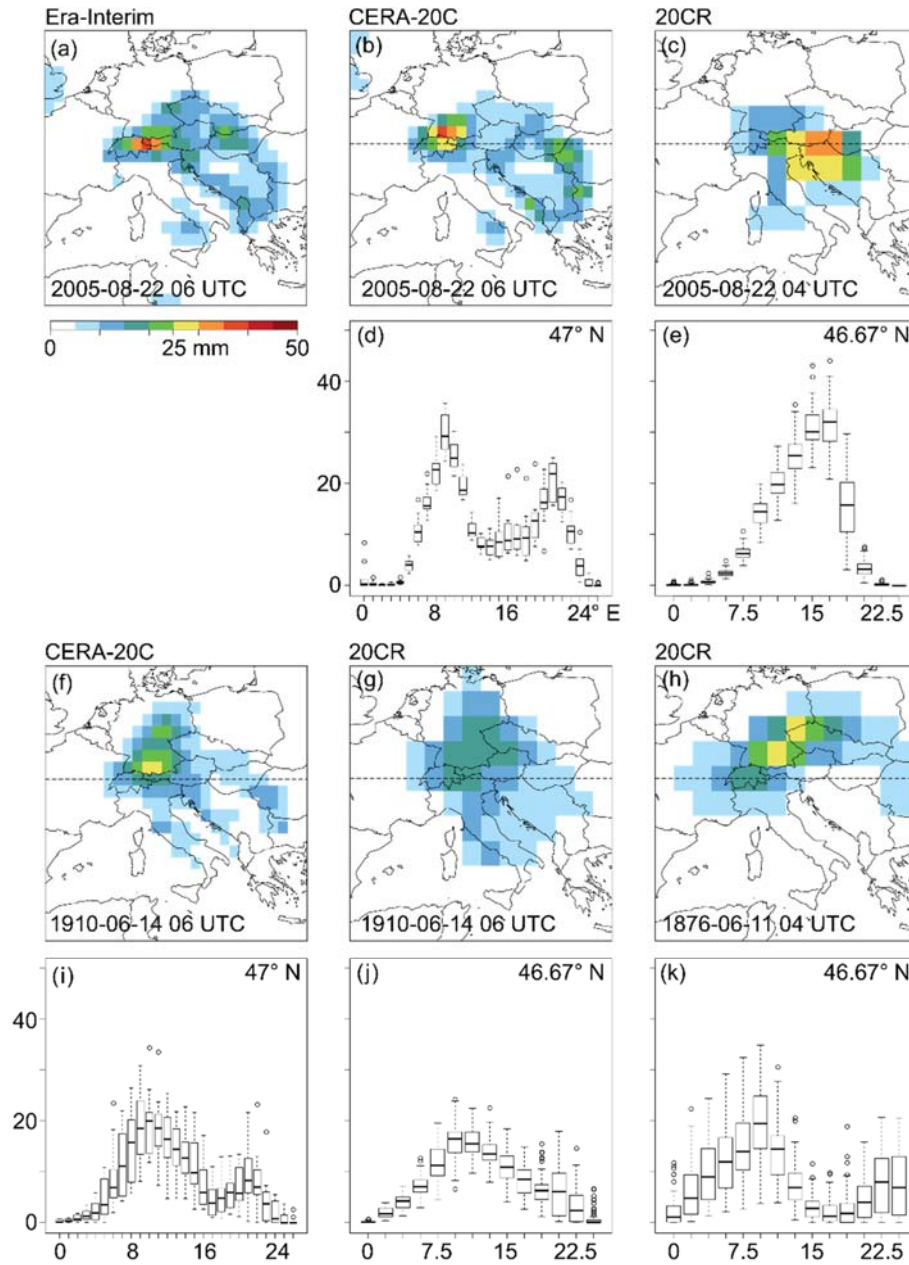 Era-Interim CERA-20C 20CR
(a) (b) (c)
2005-08-22 06 UTC 2005-08-22 06 UTC 2005-08-22 04 UTC
0 25 mm 50
(d) 47° N (e) 46.67° N
40
20
0
0 8 16 24° E 0 7.5 15 22.5
CERA-20C 20CR 20CR
(f) (g) (h)
1910-06-14 06 UTC 1910-06-14 06 UTC 1876-06-11 04 UTC
(i) 47° N (j) 46.67° N (k) 46.67° N
40
20
0
0 8 16 24 0 7.5 15 22.5 0 7.5 15 22.5